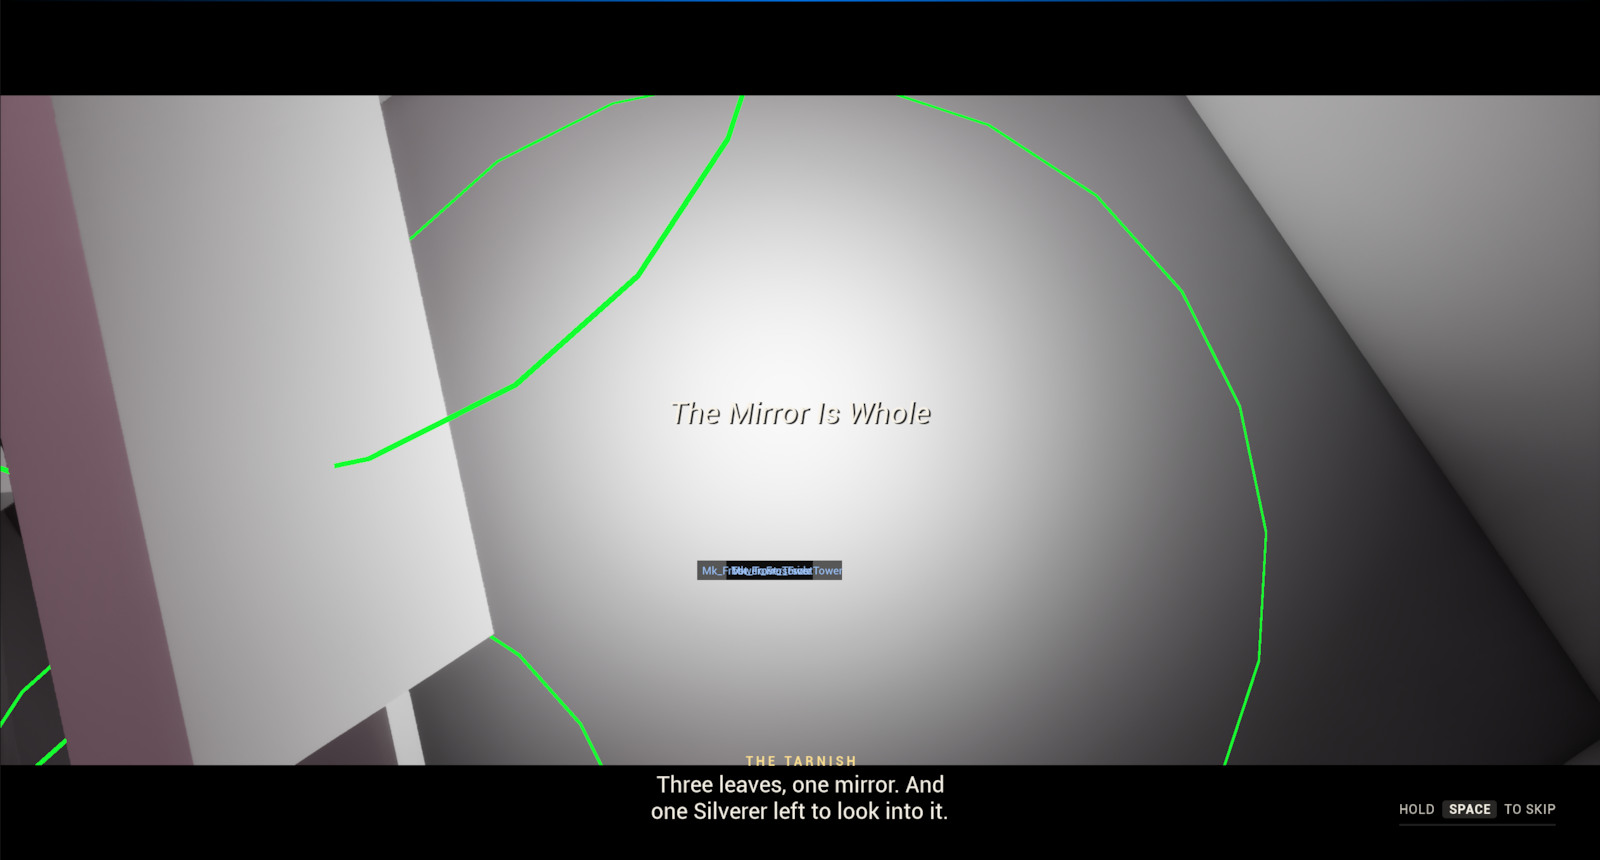 The Mirror Is Whole
THE TARNISH
Three leaves, one mirror. And
one Silverer left to look into it.
HOLD SPACE TO SKIP